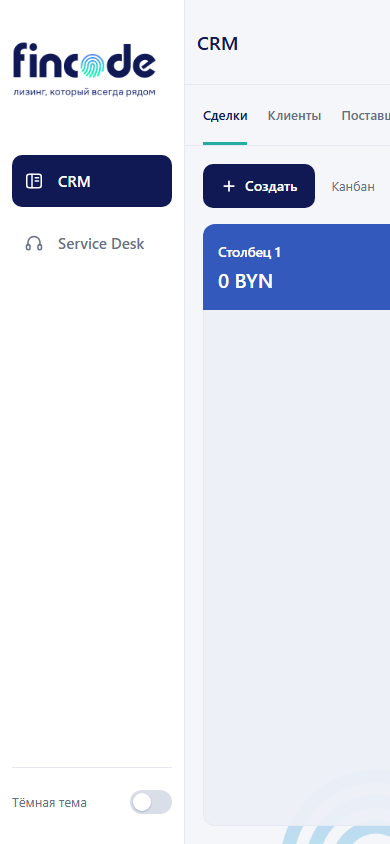 fincode
лизинг, который всегда рядом
CRM
Service Desk
Тёмная тема
CRM
Сделки Клиенты
Создать Канбан
Столбец 1
0 BYN